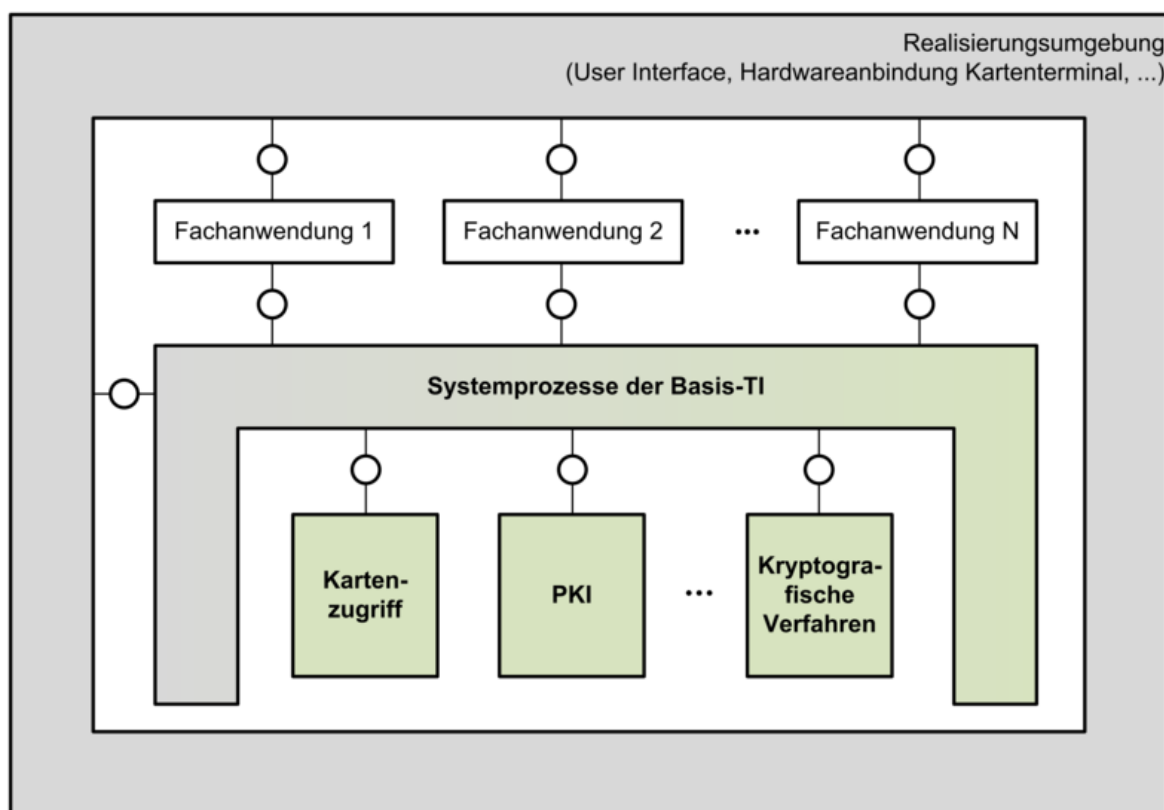 Realisierungsumgebung
(User Interface, Hardwareanbindung Kartenterminal, ...)
Fachanwendung 1
Fachanwendung 2
...
Fachanwendung N
Systemprozesse der Basis-TI
Karten-
zugriff
PKI
...
Kryptogra-
fische
Verfahren